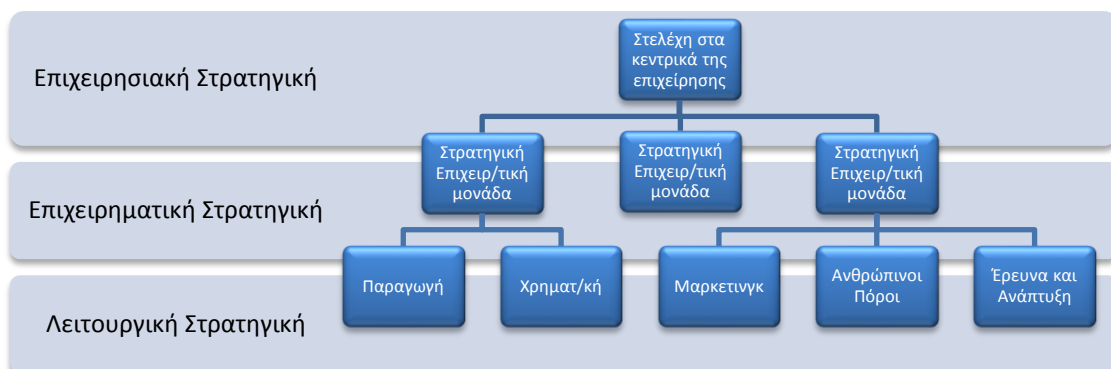 Στελέχη στα
κεντρικά της
επιχείρησης
Επιχειρησιακή Στρατηγική
Στρατηγική
Επιχειρ/τική
μονάδα
Στρατηγική
Επιχειρ/τική
μονάδα
Στρατηγική
Επιχειρ/τική
μονάδα
Επιχειρηματική Στρατηγική
Παραγωγή
Χρηματ/κή
Μαρκετινγκ
Ανθρώπινοι
Πόροι
Έρευνα και
Ανάπτυξη
Λειτουργική Στρατηγική